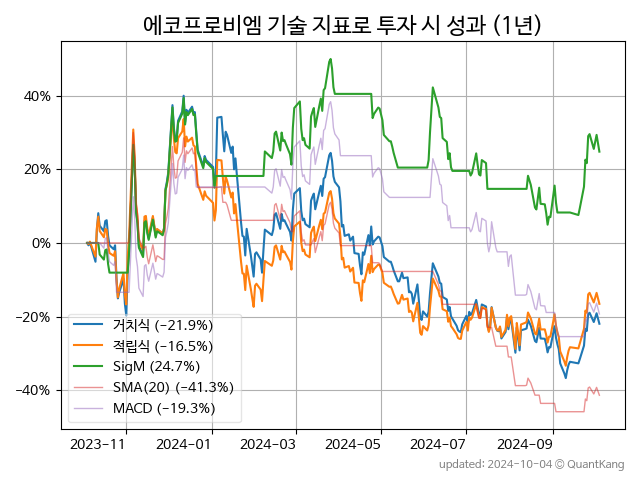 에코프로비엠 기술 지표로 투자 시 성과 (1년)
40%
20%
0%
−20%
−40%
거치식 (−21.9%)
적립식 (−16.5%)
SigM (24.7%)
SMA(20) (−41.3%)
MACD (−19.3%)
2023-11
2024-01
2024-03
2024-05
2024-07
2024-09
updated: 2024-10-04 ⓒ QuantKang